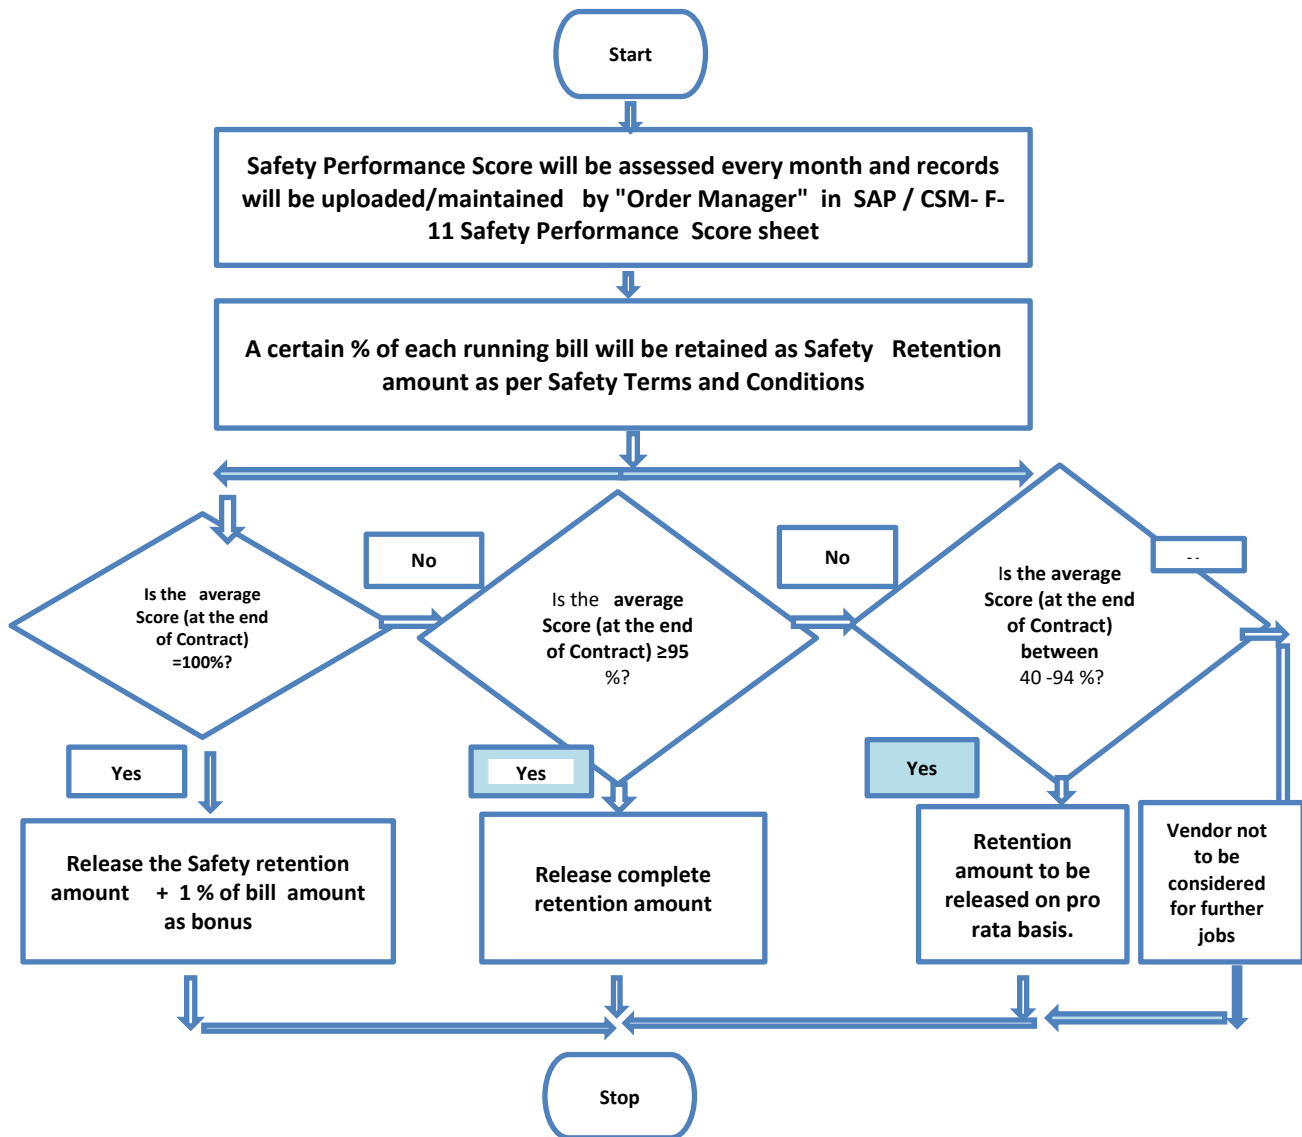 Start
Safety Performance Score will be assessed every month and records
will be uploaded/maintained by "Order Manager" in SAP / CSM- F-
11 Safety Performance Score sheet
A certain % of each running bill will be retained as Safety Retention
amount as per Safety Terms and Conditions
Is the average
Score (at the end
of Contract)
=100%?
No
Is the average
Score (at the end
of Contract) ≥95
%?
No
Is the average
Score (at the end
of Contract)
between
40 -94 %?
Yes
Yes
Yes
Release the Safety retention
amount + 1 % of bill amount
as bonus
Release complete
retention amount
Retention
amount to be
released on pro
rata basis.
Vendor not
to be
considered
for further
jobs
Stop